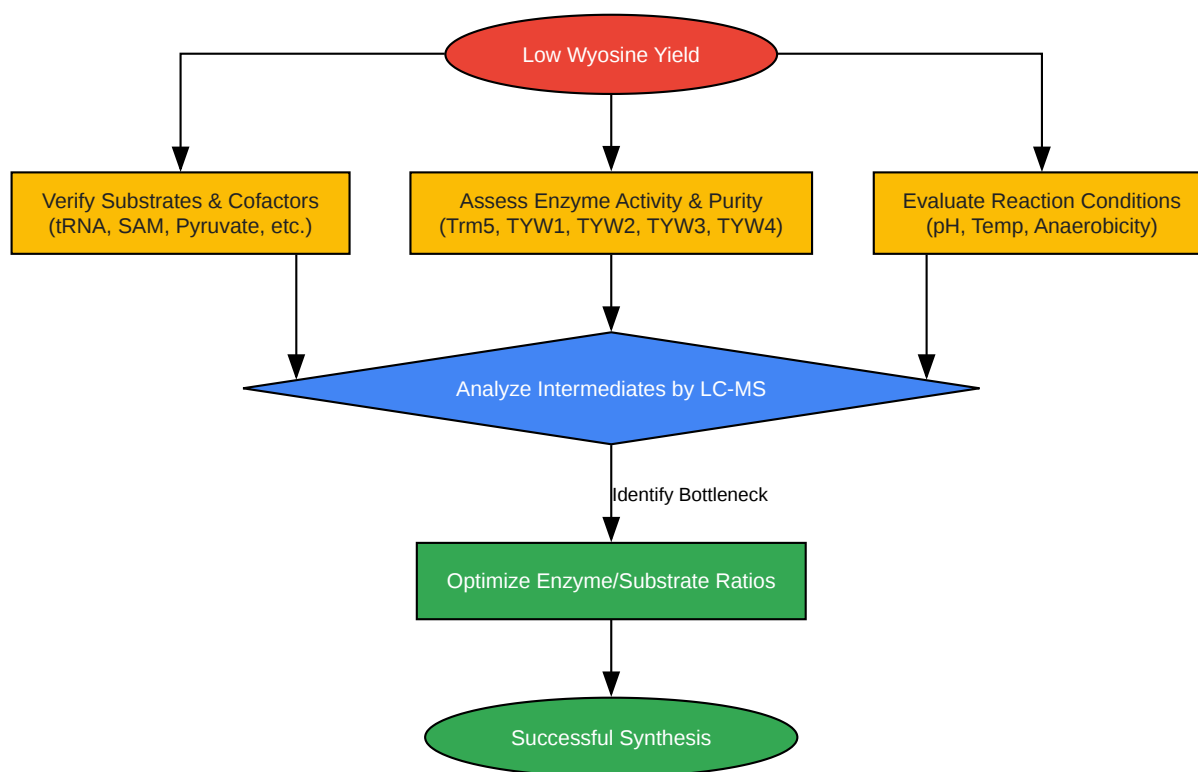 Low Wyosine Yield
Verify Substrates & Cofactors
(tRNA, SAM, Pyruvate, etc.)
Assess Enzyme Activity & Purity
(Trm5, TYW1, TYW2, TYW3, TYW4)
Evaluate Reaction Conditions
(pH, Temp, Anaerobicity)
Analyze Intermediates by LC-MS
Identify Bottleneck
Optimize Enzyme/Substrate Ratios
Successful Synthesis